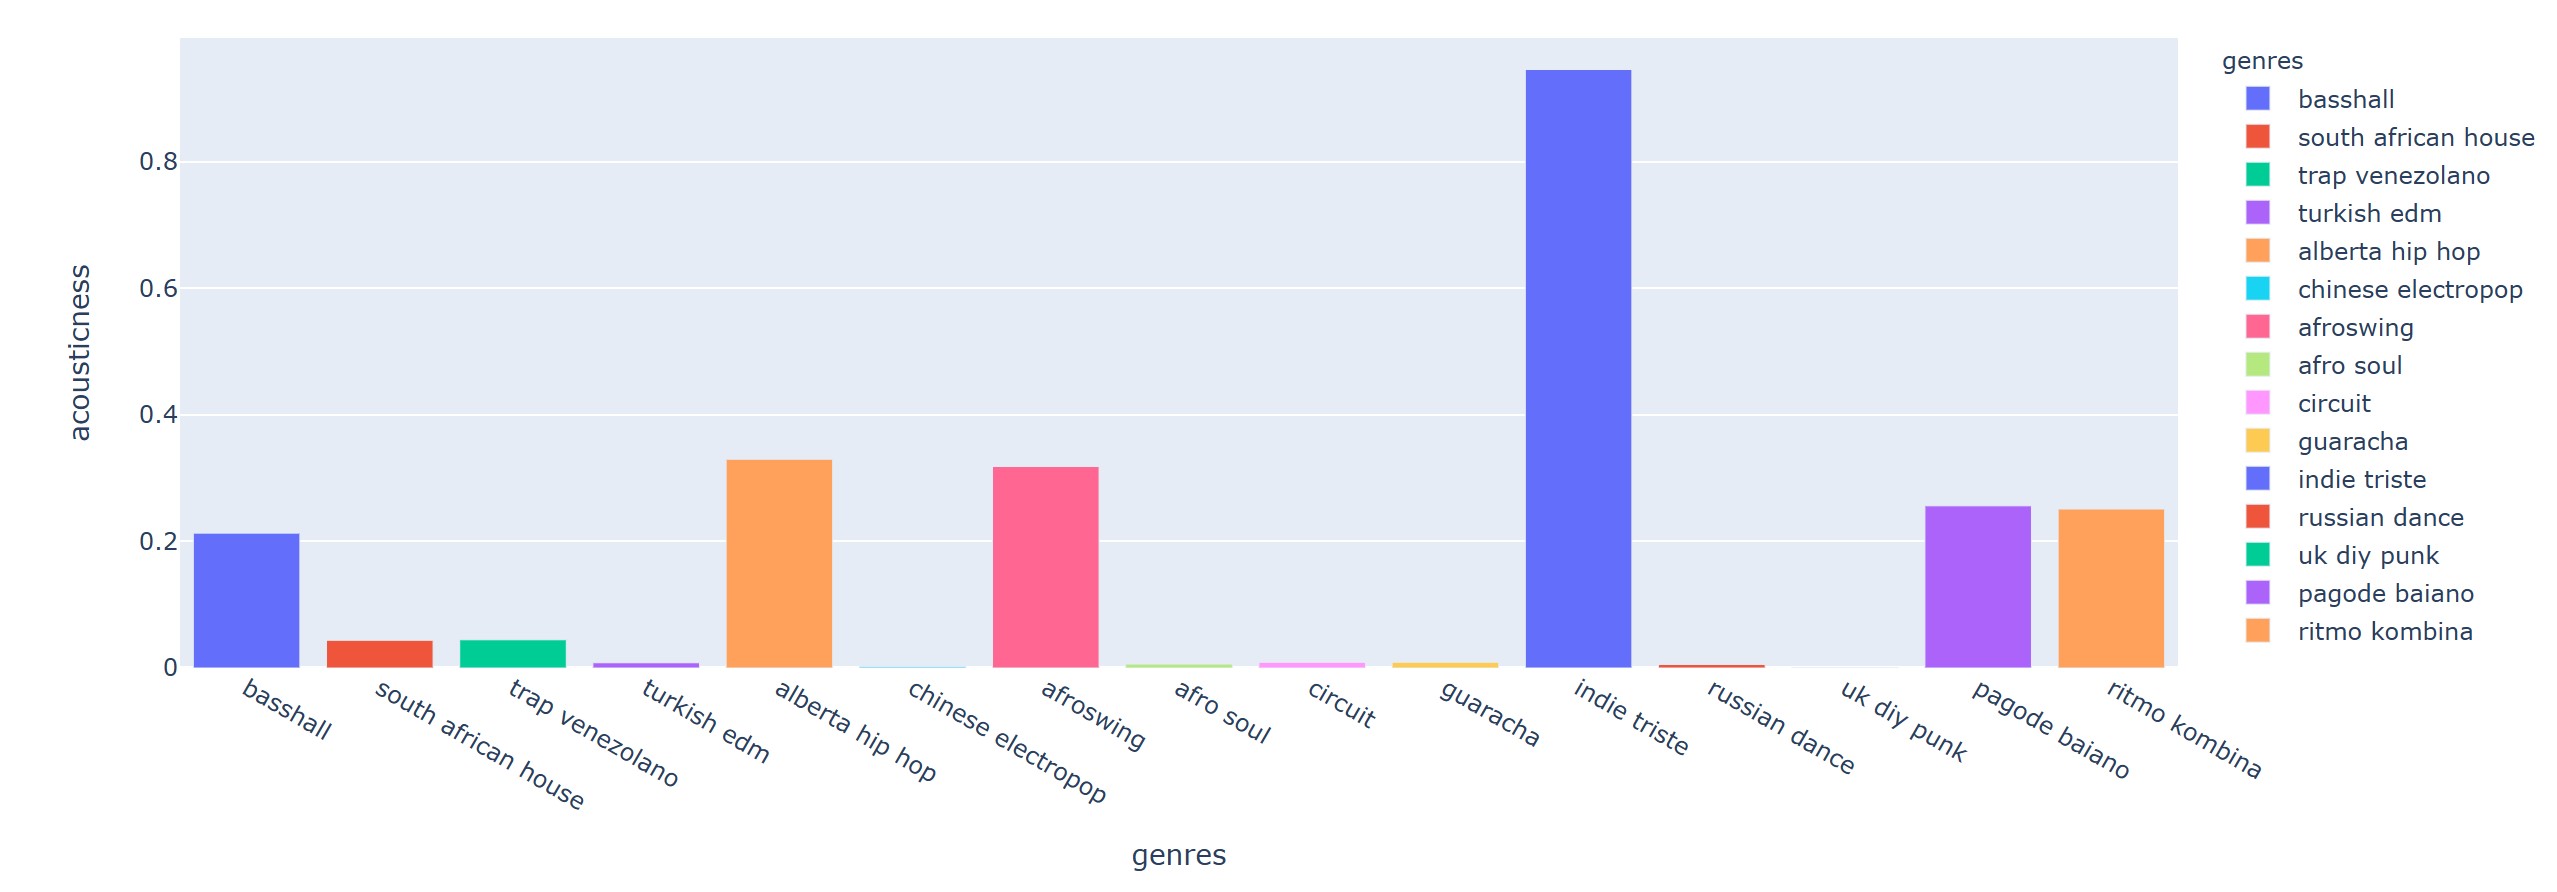 acousticness
0.8
0.6
0.4
0.2
0
basshall
south african house
trap venezolano
turkish edm
alberta hip hop
chinese electropop
afroswing
afro soul
circuit
guaracha
indie triste
russian dance
uk diy punk
pagode baiano
ritmo kombina
genres
genres
basshall
south african house
trap venezolano
turkish edm
alberta hip hop
chinese electropop
afroswing
afro soul
circuit
guaracha
indie triste
russian dance
uk diy punk
pagode baiano
ritmo kombina